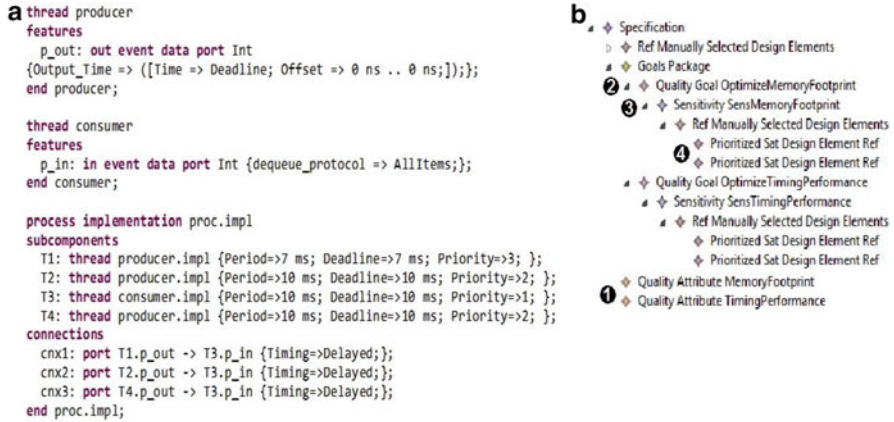 a
thread producer
features
p_out: out event data port Int
{Output_Time => ([Time => Deadline; Offset => 0 ns .. 0 ns;]);};
end producer;
thread consumer
features
p_in: in event data port Int {dequeue_protocol => AllItems;};
end consumer;
process implementation proc.impl
subcomponents
T1: thread producer.impl {Period=>7 ms; Deadline=>7 ms; Priority=>3; };
T2: thread producer.impl {Period=>10 ms; Deadline=>10 ms; Priority=>2; };
T3: thread consumer.impl {Period=>10 ms; Deadline=>10 ms; Priority=>1; };
T4: thread producer.impl {Period=>10 ms; Deadline=>10 ms; Priority=>2; };
connections
cnx1: port T1.p_out -> T3.p_in {Timing=>Delayed;};
cnx2: port T2.p_out -> T3.p_in {Timing=>Delayed;};
cnx3: port T4.p_out -> T3.p_in {Timing=>Delayed;};
end proc.impl;
b
Specification
Ref Manually Selected Design Elements
Goals Package
2 Quality Goal OptimizeMemoryFootprint
3 Sensitivity SensMemoryFootprint
Ref Manually Selected Design Elements
Prioritized Sat Design Element Ref
4 Prioritized Sat Design Element Ref
Quality Goal OptimizeTimingPerformance
Sensitivity SensTimingPerformance
Ref Manually Selected Design Elements
Prioritized Sat Design Element Ref
Prioritized Sat Design Element Ref
Quality Attribute MemoryFootprint
1 Quality Attribute TimingPerformance